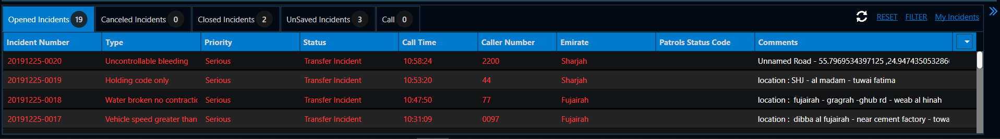 Opened Incidents 19 Canceled Incidents 0 Closed Incidents 2 UnSaved Incidents 3 Call 0 RESET FILTER My Incidents
Incident Number Type Priority Status Call Time Caller Number Emirate Patrols Status Code Comments
20191225-0020 Uncontrollable bleeding Serious Transfer Incident 10:58:24 2200 Sharjah Unnamed Road - 55.7969534397125 ,24.947435053286
20191225-0019 Holding code only Serious Transfer Incident 10:53:20 44 Sharjah location : SHJ - al madam - tuwai fatima
20191225-0018 Water broken no contractic Serious Transfer Incident 10:47:50 77 Fujairah location : fujairah - gragrah -ghub rd - weab al hinah
20191225-0017 Vehicle speed greater than Serious Transfer Incident 10:31:09 0097 Fujairah location : dibba al fujairah - near cement factory - towa